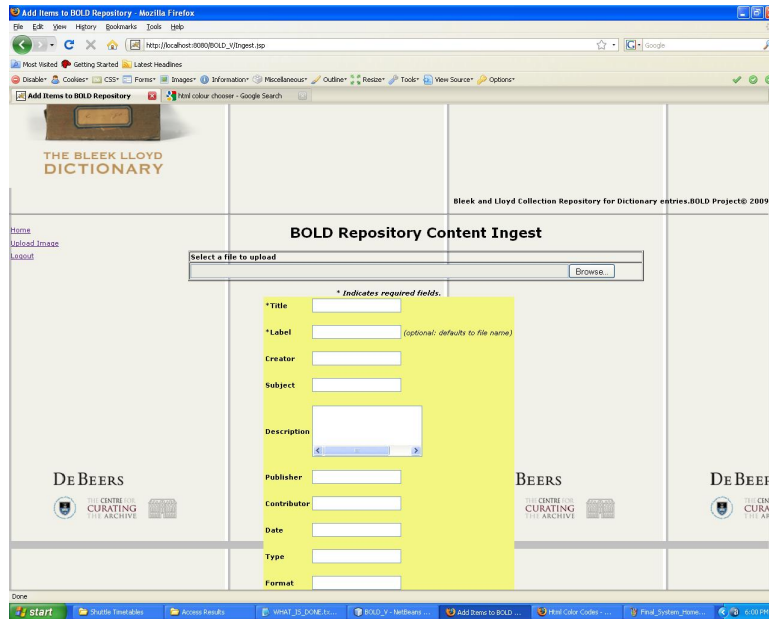 Add Items to BOLD Repository - Mozilla Firefox
File Edit View History Bookmarks Tools Help
http://localhost:8080/BOLD_V/Ingest.jsp
Google
Most Visited Getting Started Latest Headlines
Disable Cookies CSS Forms Images Information Miscellaneous Outline Resize Tools View Source Options
Add Items to BOLD Repository
html colour chooser - Google Search
THE BLEEK LLOYD
DICTIONARY
Bleek and Lloyd Collection Repository for Dictionary entries.BOLD Project© 2009
Home
Upload Image
Logout
BOLD Repository Content Ingest
Select a file to upload
Browse...
* Indicates required fields.
*Title
*Label (optional: defaults to file name)
Creator
Subject
Description
Publisher
Contributor
Date
Type
Format
DE BEERS
THE CENTRE FOR
CURATING
THE ARCHIVE
BEERS
THE CENTRE FOR
CURATING
THE ARCHIVE
DE BEER
THE CEN
CURA
THE AR
Done
start
Shuttle Timetables
Access Results
WHAT_IS_DONE.tx...
BOLD_V - NetBeans ...
Add Items to BOLD ...
Html Color Codes - ...
Final_System_Home...
6:00 PM